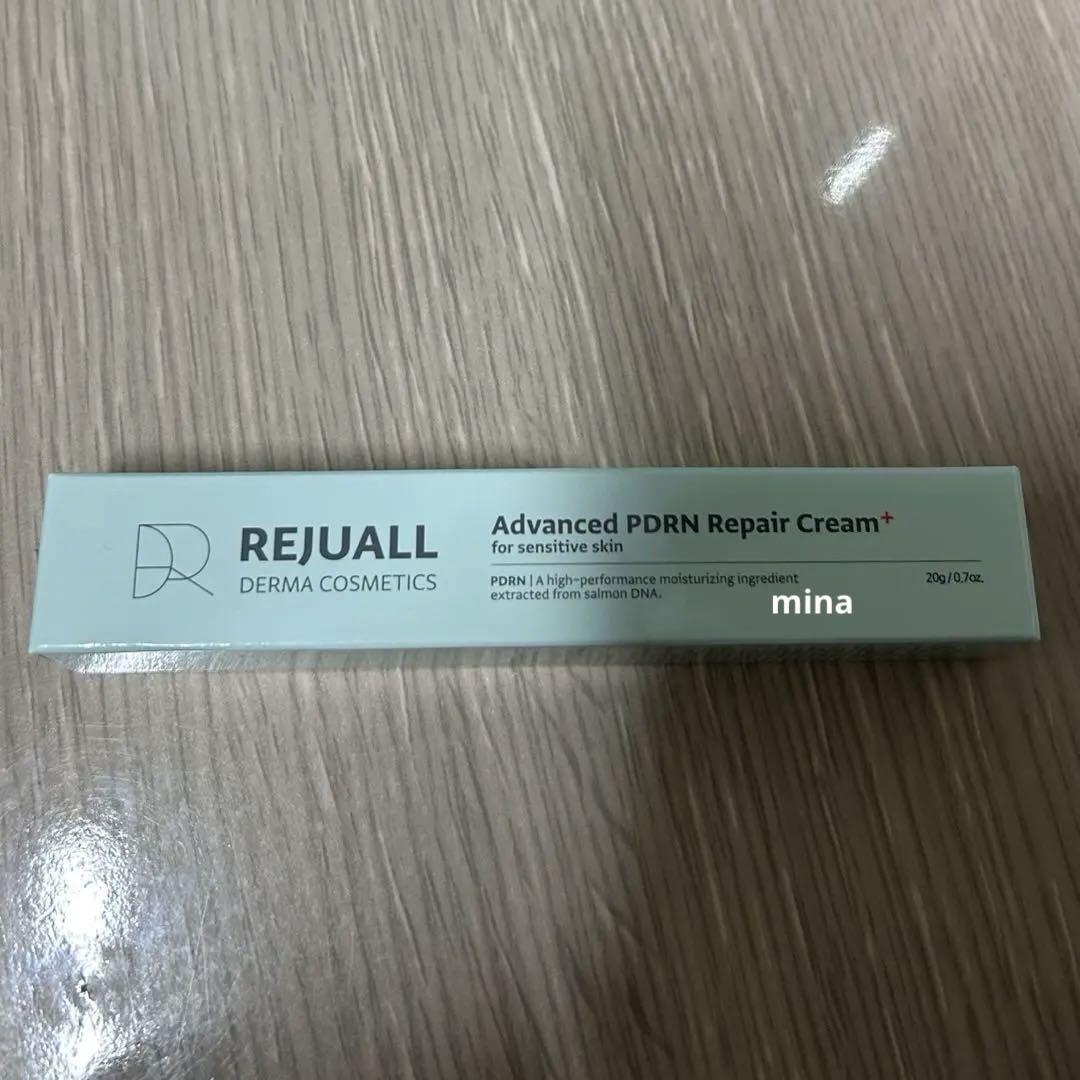 REJUALL
DERMA COSMETICS
Advanced PDRN Repair Cream+
for sensitive skin
PDRN | A high-performance moisturizing ingredient
extracted from salmon DNA.
20g / 0.7oz.
mina